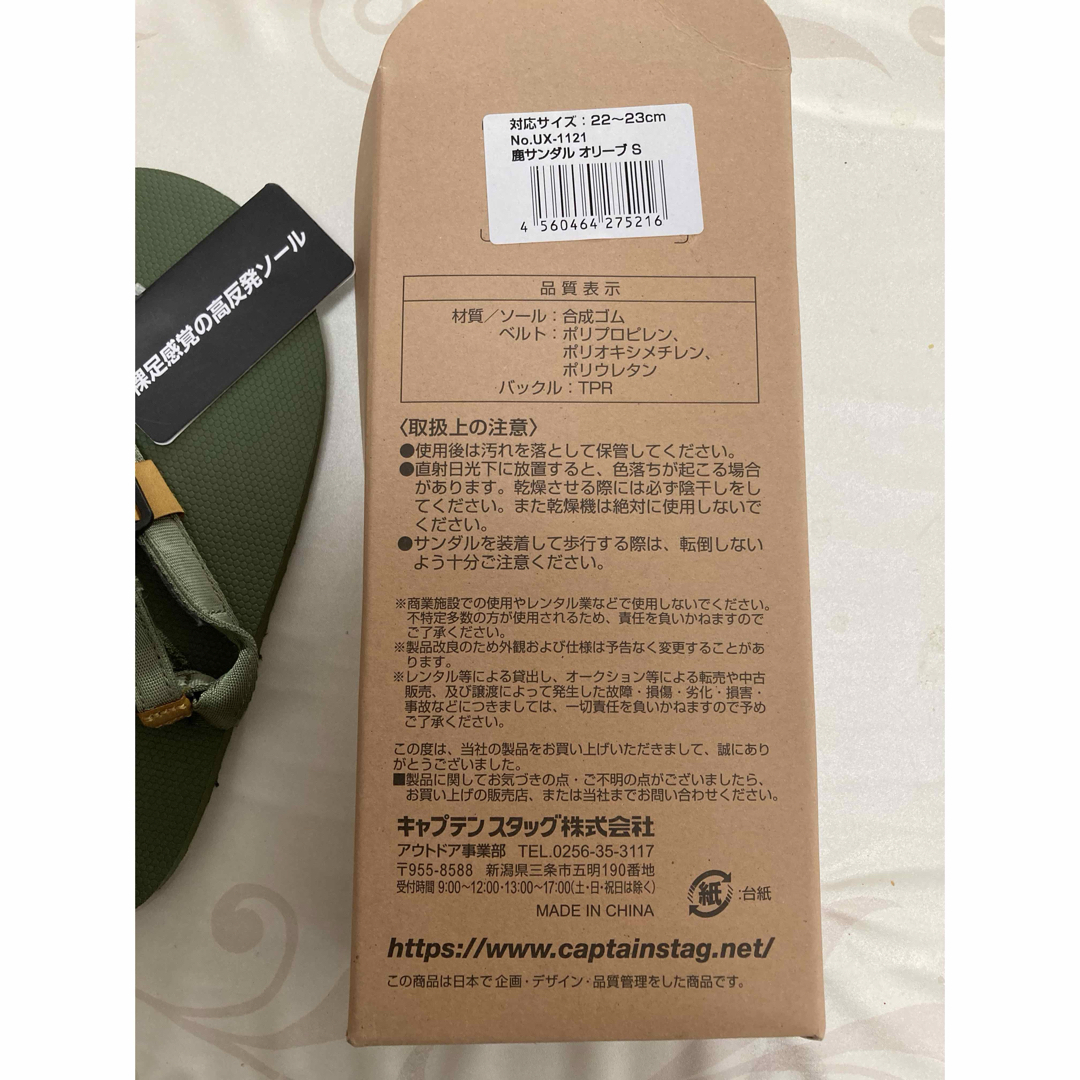 対応サイズ：22～23cm
No.UX-1121
鹿サンダル オリーブ S
4 560464 275216
裸足感覚の高反発ソール
品質表示
材質／ソール：合成ゴム
ベルト：ポリプロピレン、
ポリオキシメチレン、
ポリウレタン
バックル：TPR
〈取扱上の注意〉
●使用後は汚れを落として保管してください。
●直射日光下に放置すると、色落ちが起こる場合
があります。乾燥させる際には必ず陰干しをし
てください。また乾燥機は絶対に使用しないで
ください。
●サンダルを装着して歩行する際は、転倒しない
よう十分ご注意ください。
※商業施設での使用やレンタル業などで使用しないでください。
不特定多数の方が使用されるため、責任を負いかねますので
ご了承ください。
※製品改良のため外観および仕様は予告なく変更することがあ
ります。
※レンタル等による貸出し、オークション等による転売や中古
販売、及び譲渡によって発生した故障・損傷・劣化・損害・
事故などにつきましては、一切責任を負いかねますので予め
ご了承ください。
この度は、当社の製品をお買い上げいただきまして、誠にあり
がとうございました。
■製品に関してお気づきの点・ご不明の点がございましたら、
お買い上げの販売店、または当社までお問い合わせください。
キャプテンスタッグ株式会社
アウトドア事業部 TEL.0256-35-3117
〒955-8588 新潟県三条市五明190番地
受付時間 9:00～12:00・13:00～17:00(土・日・祝日は除く)
紙 :台紙
MADE IN CHINA
https://www.captainstag.net/
この商品は日本で企画・デザイン・品質管理をした商品です。